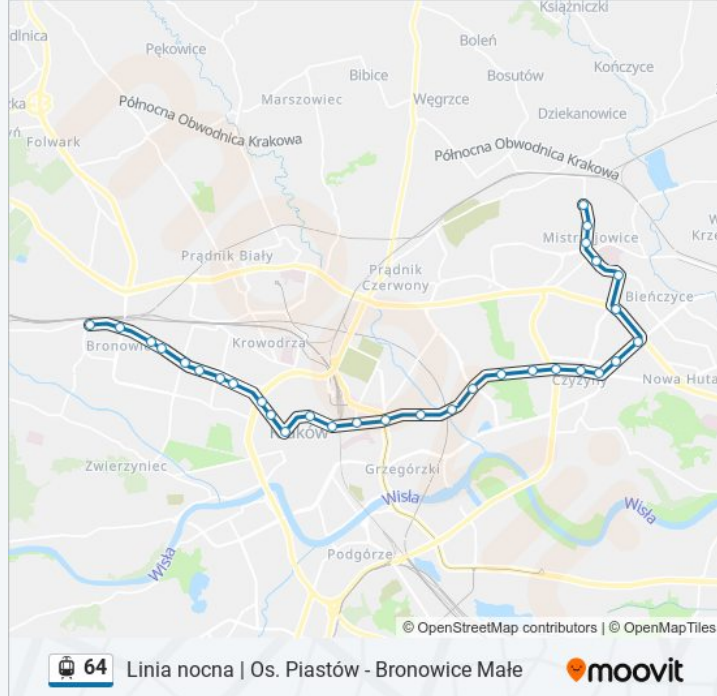 Książniczki
Pękowice
Boleń
Kończyce
Bibice
Bosutów
Marszowiec
Węgrzce
Dziekanowice
Północna Obwodnica Krakowa
Folwark
Północna Obwodnica Krakowa
Mistrzejowice
Prądnik Biały
Prądnik
Czerwony
Bieńczyce
Bronowice
Krowodrza
Czyżyny
Nowa Huta
Kraków
Zwierzyniec
Grzegórzki
Wisła
Wisła
Podgórze
Wisła
© OpenStreetMap contributors | © OpenMapTiles
64 Linia nocna | Os. Piastów - Bronowice Małe moovit